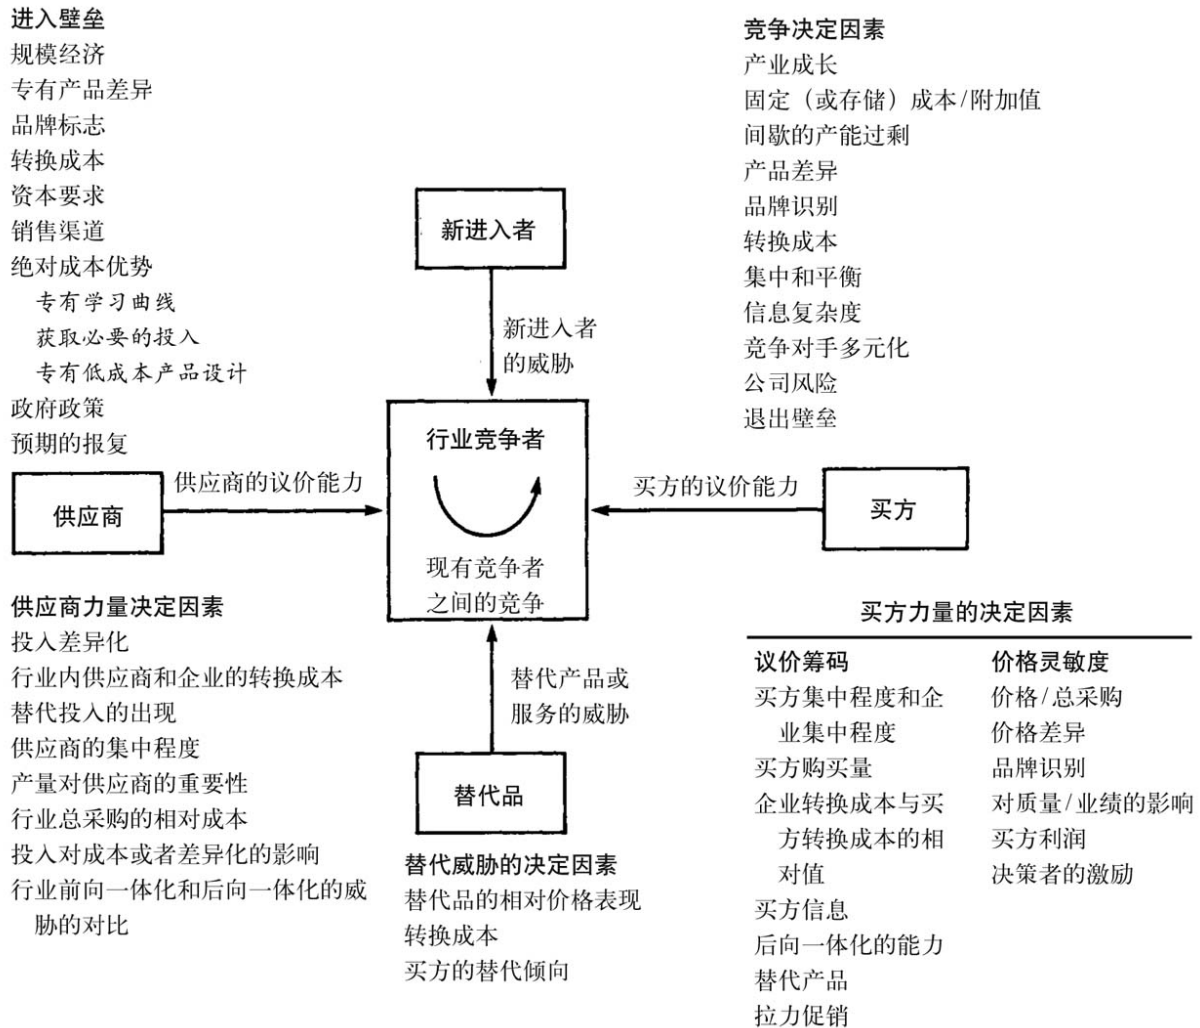 进入壁垒
规模经济
专有产品差异
品牌标志
转换成本
资本要求
销售渠道
绝对成本优势
专有学习曲线
获取必要的投入
专有低成本产品设计
政府政策
预期的报复
竞争决定因素
产业成长
固定（或存储）成本/附加值
间歇的产能过剩
产品差异
品牌识别
转换成本
集中和平衡
信息复杂度
竞争对手多元化
公司风险
退出壁垒
新进入者
新进入者
的威胁
供应商
供应商的议价能力
行业竞争者
现有竞争者
之间的竞争
买方的议价能力
买方
替代产品或
服务的威胁
替代品
供应商力量决定因素
投入差异化
行业内供应商和企业的转换成本
替代投入的出现
供应商的集中程度
产量对供应商的重要性
行业总采购的相对成本
投入对成本或者差异化的影响
行业前向一体化和后向一体化的威
胁的对比
替代威胁的决定因素
替代品的相对价格表现
转换成本
买方的替代倾向
买方力量的决定因素
议价筹码
买方集中程度和企
业集中程度
买方购买量
企业转换成本与买
方转换成本的相
对值
买方信息
后向一体化的能力
替代产品
拉力促销
价格灵敏度
价格/总采购
价格差异
品牌识别
对质量/业绩的影响
买方利润
决策者的激励